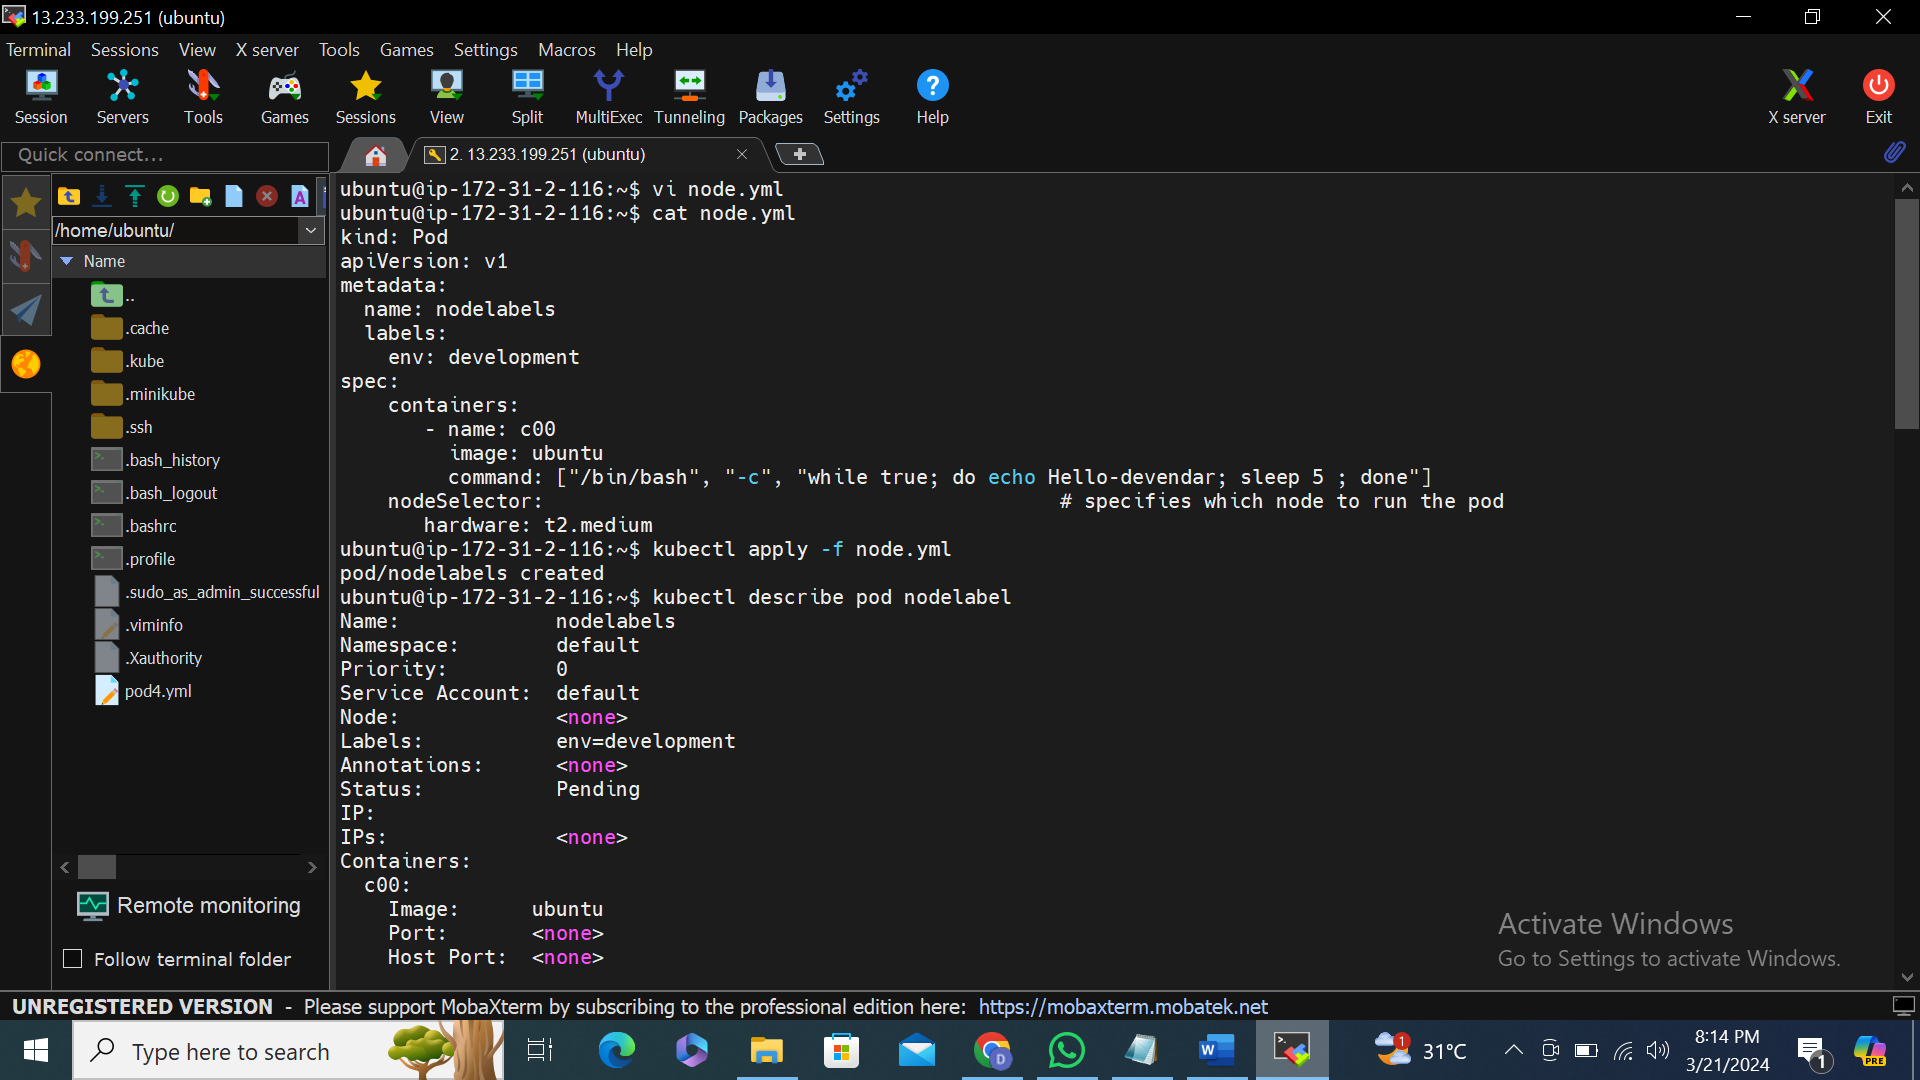 13.233.199.251 (ubuntu)
Terminal Sessions View X server Tools Games Settings Macros Help
Session Servers Tools Games Sessions View Split MultiExec Tunneling Packages Settings Help X server Exit
Quick connect...
2. 13.233.199.251 (ubuntu)
/home/ubuntu/
Name
..
.cache
.kube
.minikube
.ssh
.bash_history
.bash_logout
.bashrc
.profile
.sudo_as_admin_successful
.viminfo
.Xauthority
pod4.yml
Remote monitoring
Follow terminal folder
ubuntu@ip-172-31-2-116:~$ vi node.yml
ubuntu@ip-172-31-2-116:~$ cat node.yml
kind: Pod
apiVersion: v1
metadata:
  name: nodelabels
  labels:
    env: development
spec:
    containers:
       - name: c00
         image: ubuntu
         command: ["/bin/bash", "-c", "while true; do echo Hello-devendar; sleep 5 ; done"]
    nodeSelector:                                           # specifies which node to run the pod
       hardware: t2.medium
ubuntu@ip-172-31-2-116:~$ kubectl apply -f node.yml
pod/nodelabels created
ubuntu@ip-172-31-2-116:~$ kubectl describe pod nodelabel
Name:             nodelabels
Namespace:        default
Priority:         0
Service Account:  default
Node:             <none>
Labels:           env=development
Annotations:      <none>
Status:           Pending
IP:
IPs:              <none>
Containers:
  c00:
    Image:      ubuntu
    Port:       <none>
    Host Port:  <none>
Activate Windows
Go to Settings to activate Windows.
UNREGISTERED VERSION - Please support MobaXterm by subscribing to the professional edition here: https://mobaxterm.mobatek.net
Type here to search
1
31°C
8:14 PM
3/21/2024
1
PRE